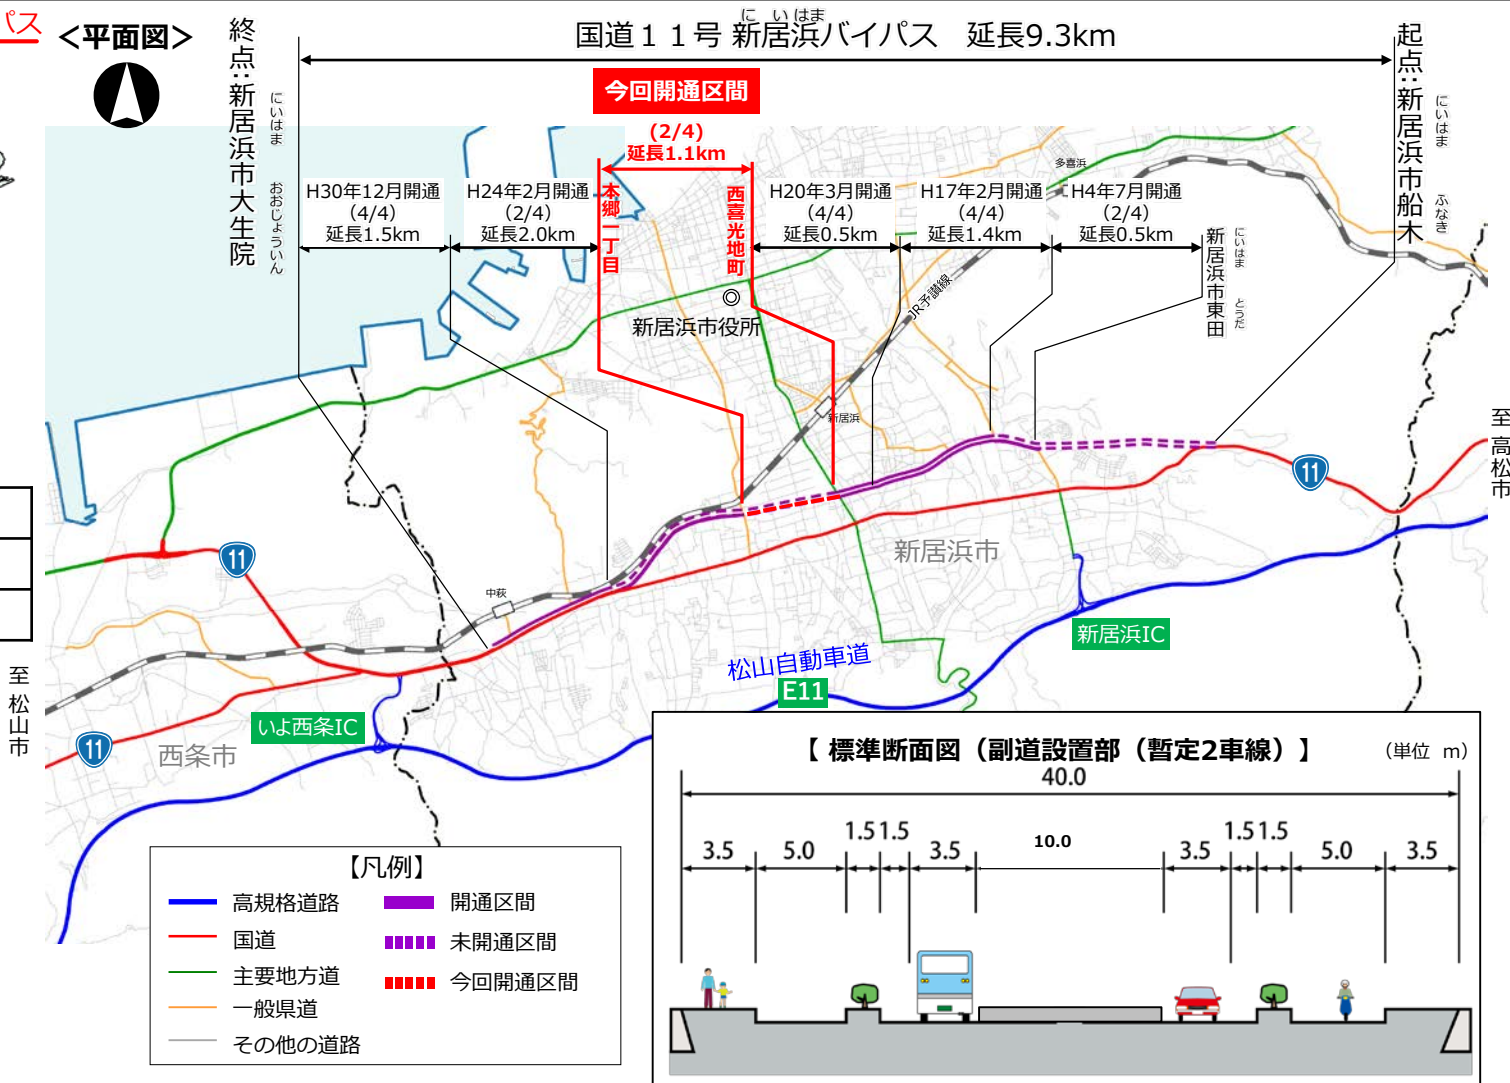 パス
＜平面図＞
終点：新居浜市大生院
にいはま
おおじょういん
に い はま
国道１１号 新居浜バイパス 延長9.3km
起点：新居浜市船木
にいはま
ふなき
今回開通区間
(2/4)
延長1.1km
H30年12月開通
（4/4）
延長1.5km
H24年2月開通
（2/4）
延長2.0km
本郷一丁目
西喜光地町
H20年3月開通
（4/4）
延長0.5km
H17年2月開通
（4/4）
延長1.4km
H4年7月開通
（2/4）
延長0.5km
新居浜市東田
にいはま
とうだ
多喜浜
新居浜市役所
JR予讃線
新居浜
中萩
11
11
11
新居浜市
西条市
至 高松市
至 松山市
新居浜IC
いよ西条IC
松山自動車道
E11
【凡例】
高規格道路
国道
主要地方道
一般県道
その他の道路
開通区間
未開通区間
今回開通区間
【 標準断面図（副道設置部（暫定2車線）】
（単位 m）
40.0
3.5 5.0 1.5 1.5 3.5 10.0 3.5 1.5 1.5 5.0 3.5